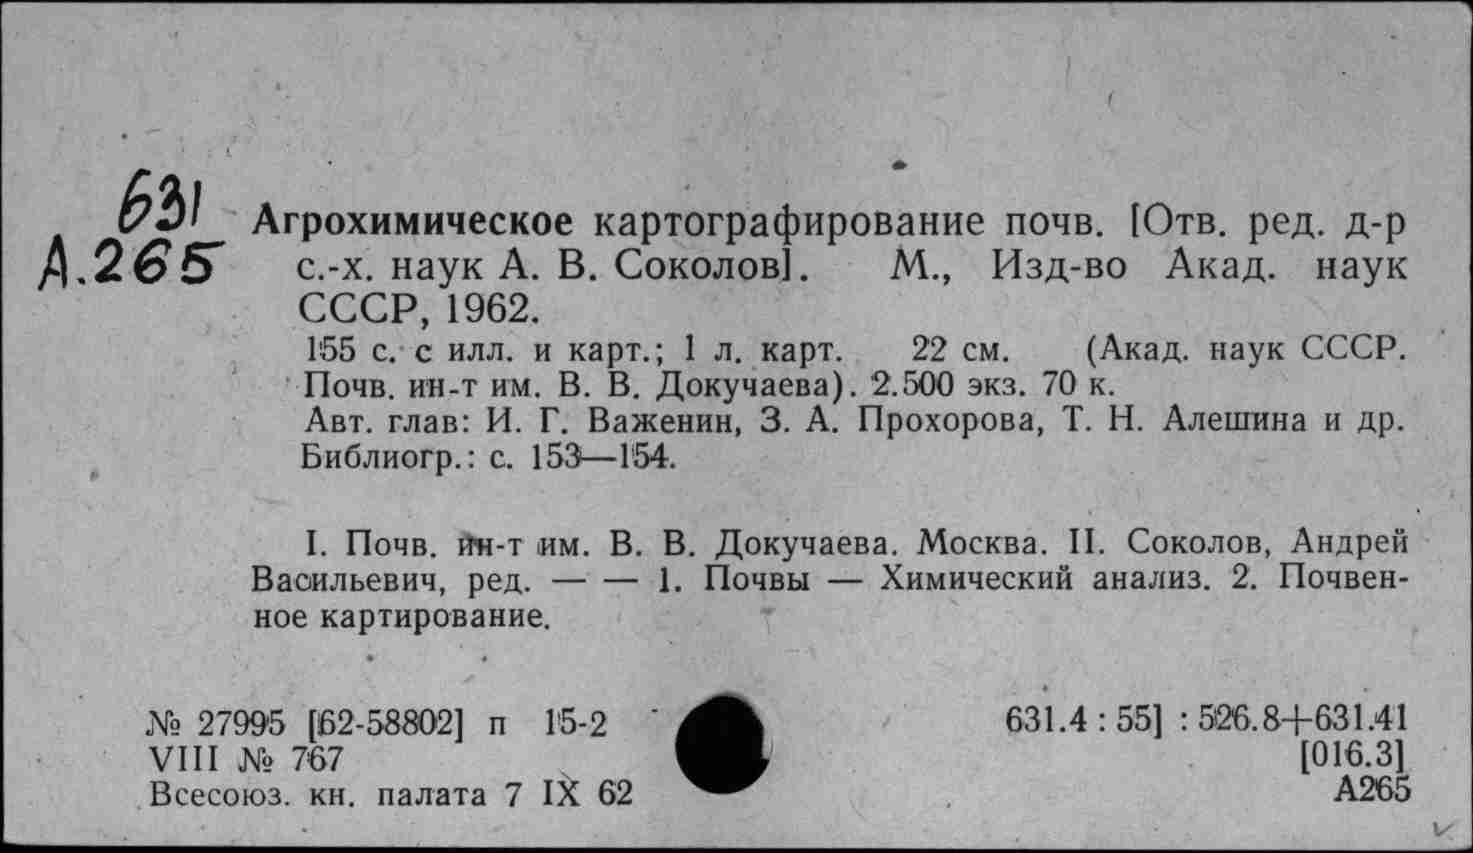 631
А.265
Агрохимическое картографирование почв. [Отв. ред. д-р
с.-х. наук А. В. Соколов]. М., Изд-во Акад. наук
СССР, 1962.
155 с. с илл. и карт.; 1 л. карт. 22 см. (Акад. наук СССР.
Почв. ин-т им. В. В. Докучаева). 2.500 экз. 70 к.
Авт. глав: И. Г. Важенин, З. А. Прохорова, Т. Н. Алешина и др.
Библиогр.: с. 153—154.
I. Почв. ин-т им. В. В. Докучаева. Москва. II. Соколов, Андрей
Васильевич, ред. — — 1. Почвы — Химический анализ. 2. Почвен-
ное картирование.
№ 27995 [62-58802] п 15-2
631.4 : 55] : 526.8+631.41
VIII № 767
[016.3]
Всесоюз. кн. палата 7 IX 62
А265